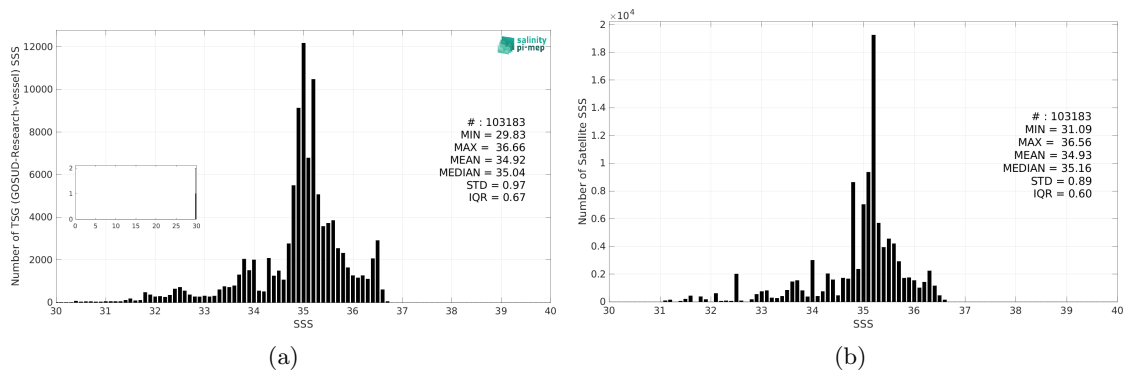 12000
10000
8000
6000
4000
2000
0
Number of TSG (GOSUD-Research-vessel) SSS
salinity
pi-mep
# : 103183
MIN = 29.83
MAX = 36.66
MEAN = 34.92
MEDIAN = 35.04
STD = 0.97
IQR = 0.67
2
1
0
0 5 10 15 20 25 30
30 31 32 33 34 35 36 37 38 39 40
SSS
(a)
×10⁴
2
1.8
1.6
1.4
1.2
1
0.8
0.6
0.4
0.2
0
Number of Satellite SSS
# : 103183
MIN = 31.09
MAX = 36.56
MEAN = 34.93
MEDIAN = 35.16
STD = 0.89
IQR = 0.60
30 31 32 33 34 35 36 37 38 39 40
SSS
(b)